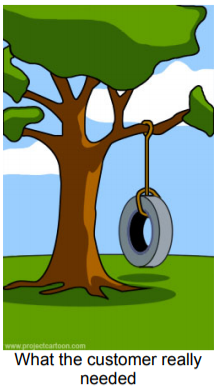 www.projectcartoon.com
What the customer really
needed